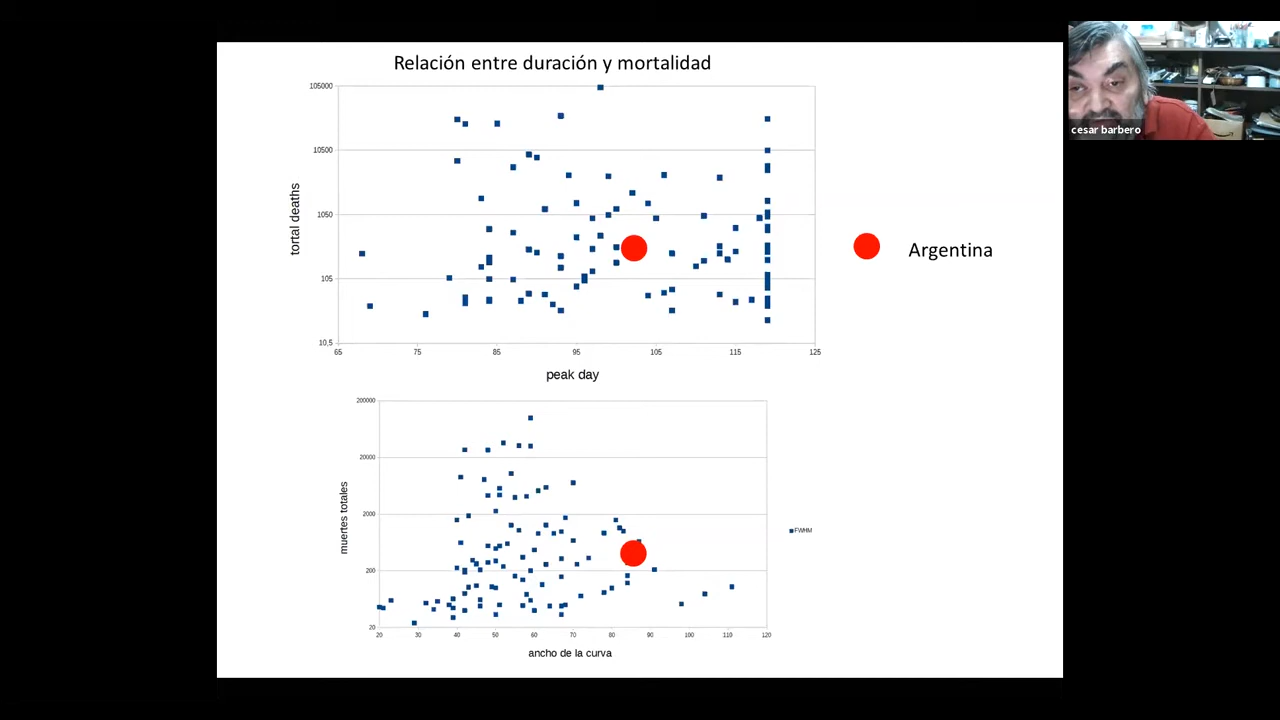 Relación entre duración y mortalidad
cesar barbero
105000
10500
1050
105
10,5
tortal deaths
65 75 85 95 105 115 125
peak day
Argentina
200000
20000
2000
200
20
muertes totales
20 30 40 50 60 70 80 90 100 110 120
ancho de la curva
FWHM